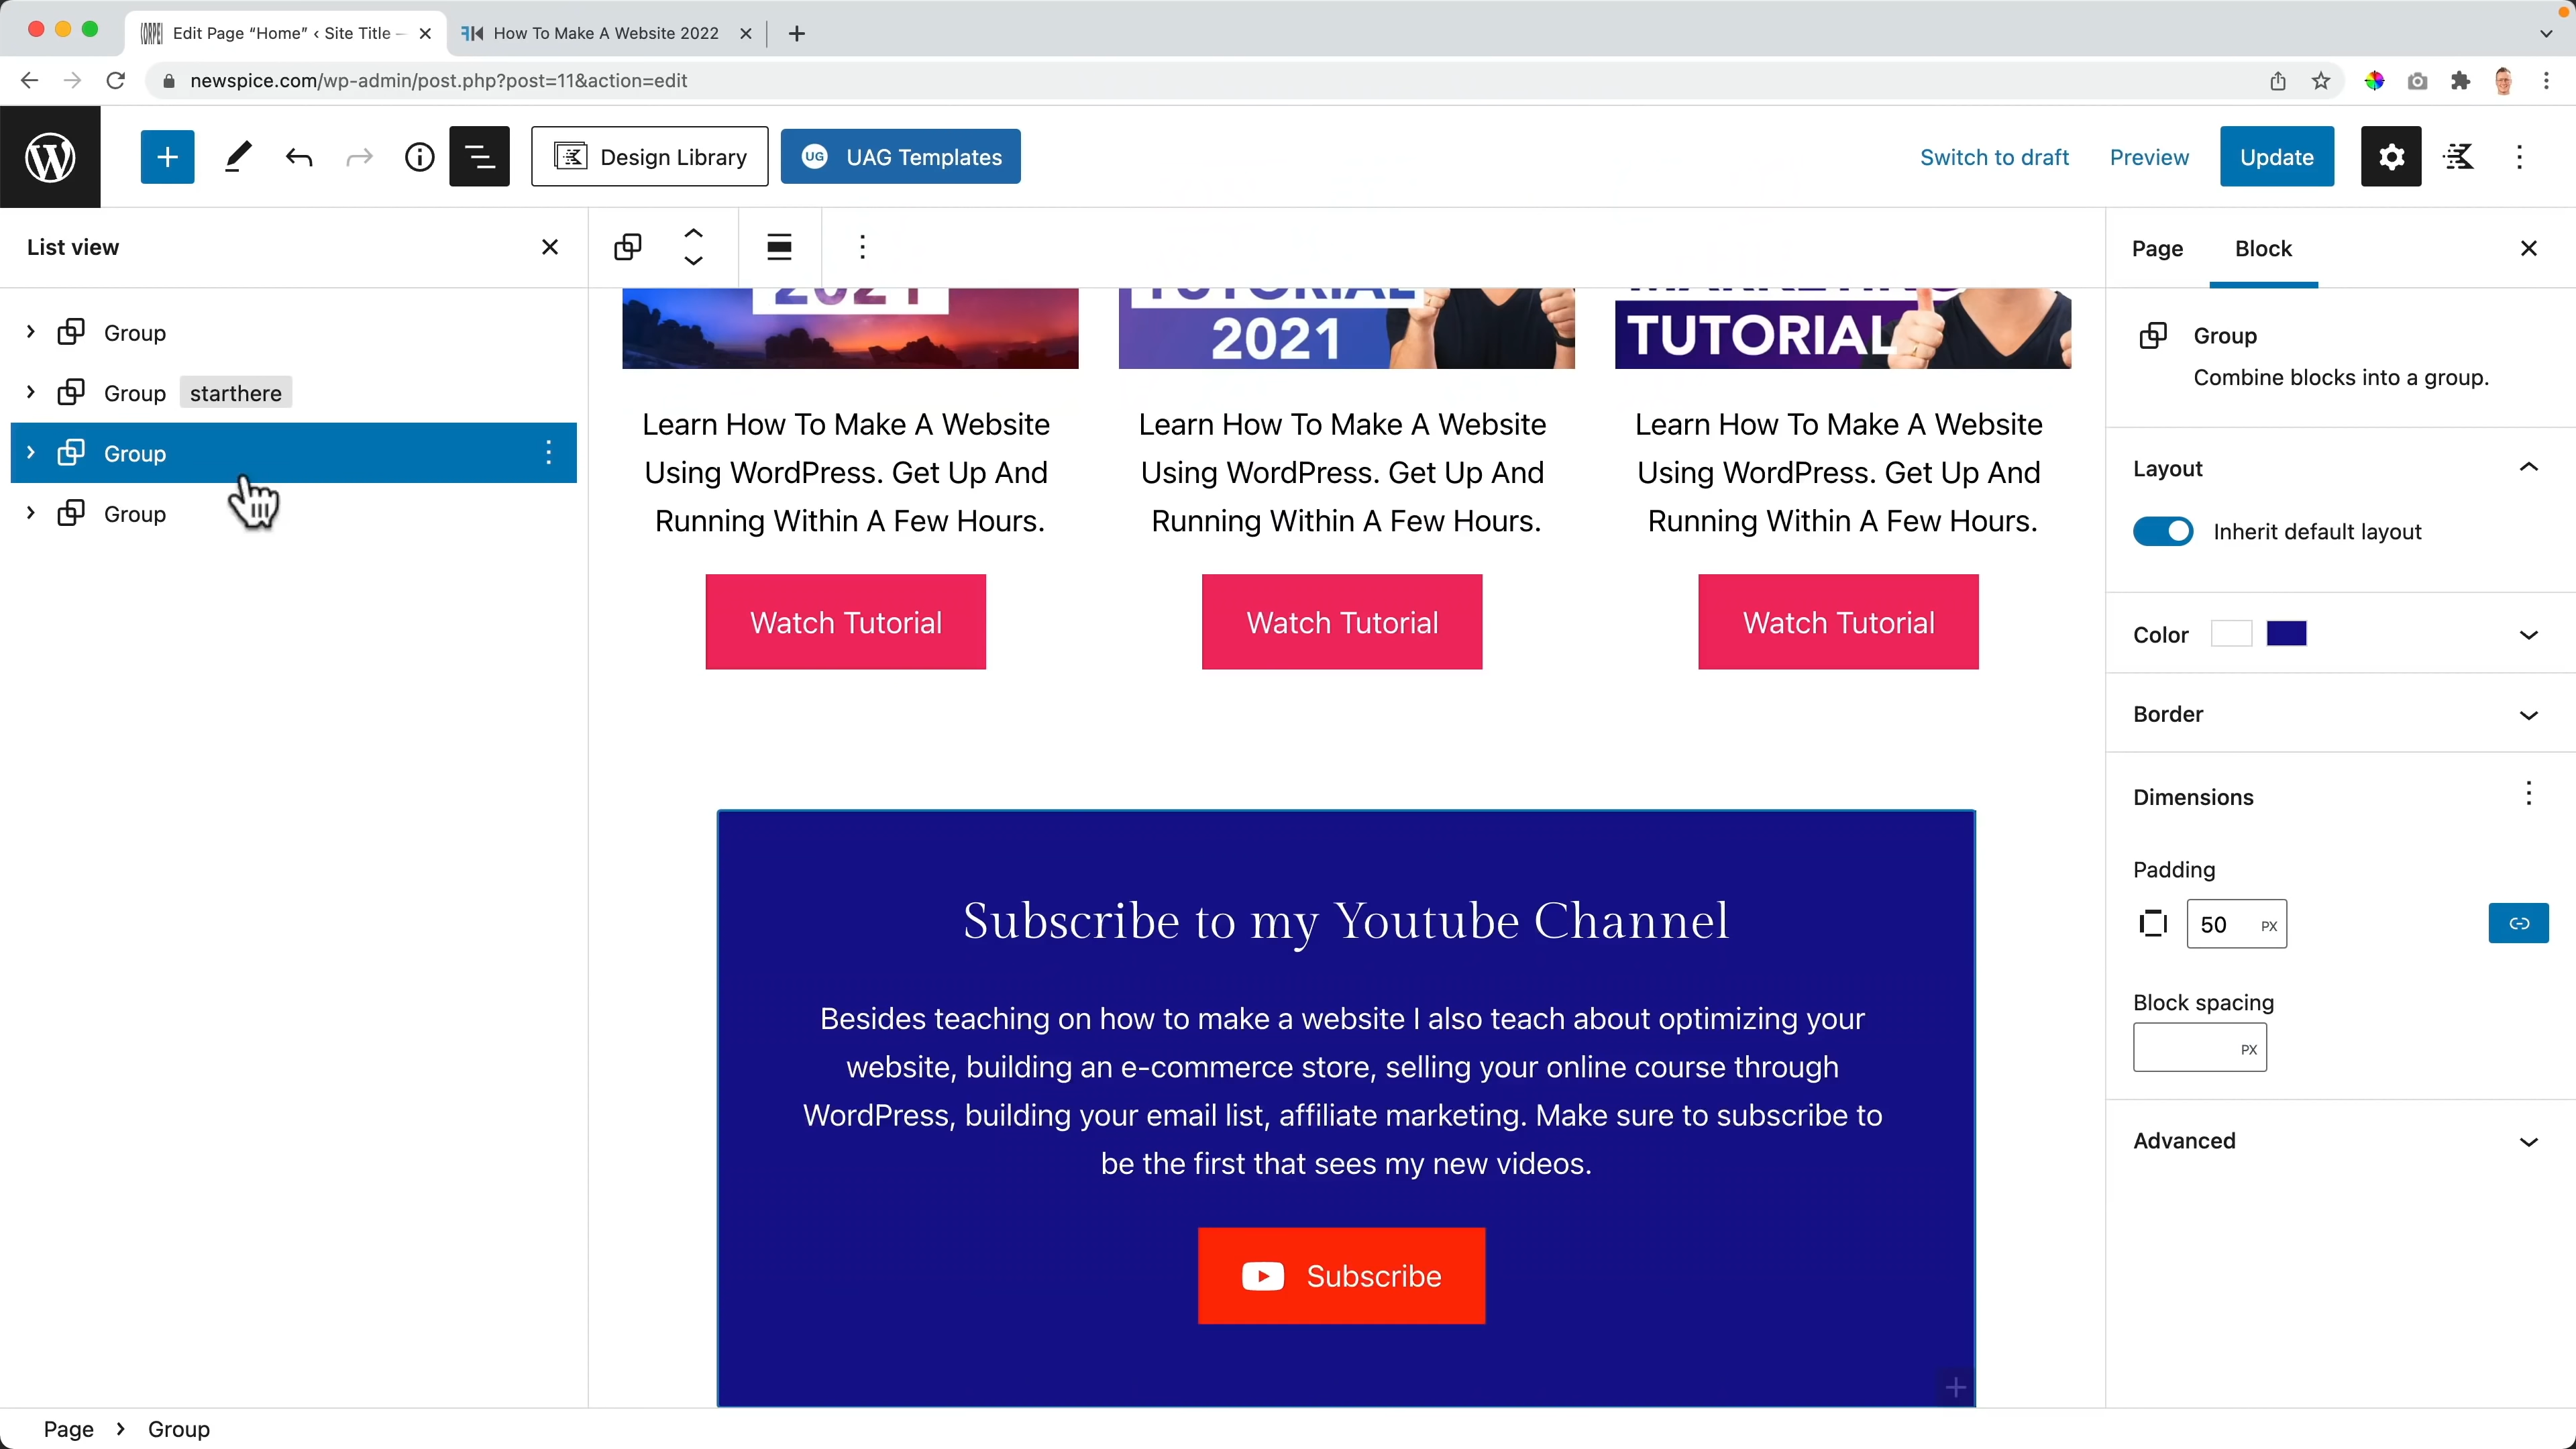 Edit Page “Home” ‹ Site Title —
How To Make A Website 2022
newspice.com/wp-admin/post.php?post=11&action=edit
Design Library
UG
UAG Templates
Switch to draft
Preview
Update
List view
Page
Block
Group
Group starthere
Group
Group
2021
TUTORIAL
2021
TUTORIAL
Learn How To Make A Website
Using WordPress. Get Up And
Running Within A Few Hours.
Learn How To Make A Website
Using WordPress. Get Up And
Running Within A Few Hours.
Learn How To Make A Website
Using WordPress. Get Up And
Running Within A Few Hours.
Watch Tutorial
Watch Tutorial
Watch Tutorial
Subscribe to my Youtube Channel
Besides teaching on how to make a website I also teach about optimizing your
website, building an e-commerce store, selling your online course through
WordPress, building your email list, affiliate marketing. Make sure to subscribe to
be the first that sees my new videos.
Subscribe
Group
Combine blocks into a group.
Layout
Inherit default layout
Color
Border
Dimensions
Padding
50 PX
Block spacing
PX
Advanced
Page › Group